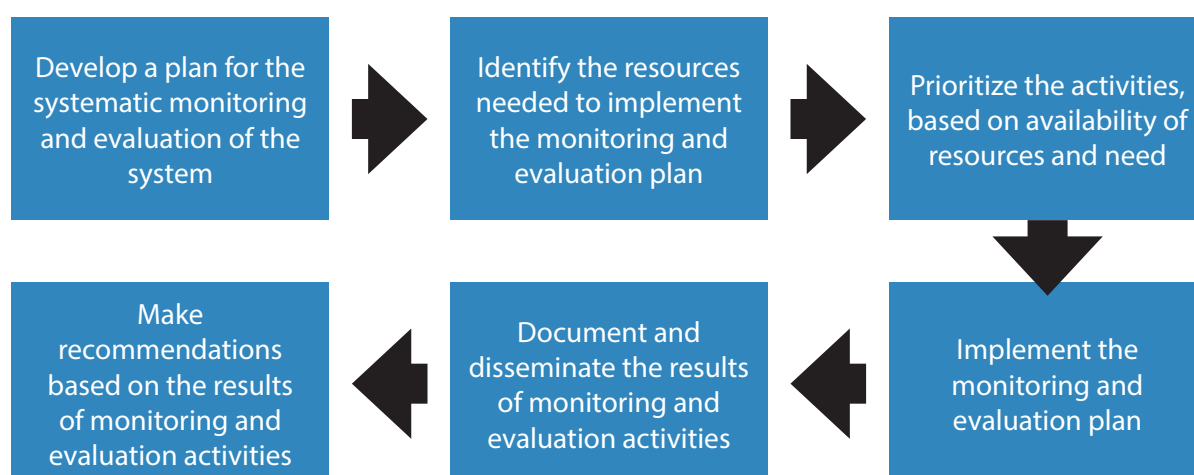 Develop a plan for the
systematic monitoring
and evaluation of the
system
Identify the resources
needed to implement
the monitoring and
evaluation plan
Prioritize the activities,
based on availability of
resources and need
Implement the
monitoring and
evaluation plan
Document and
disseminate the results
of monitoring and
evaluation activities
Make
recommendations
based on the results
of monitoring and
evaluation activities